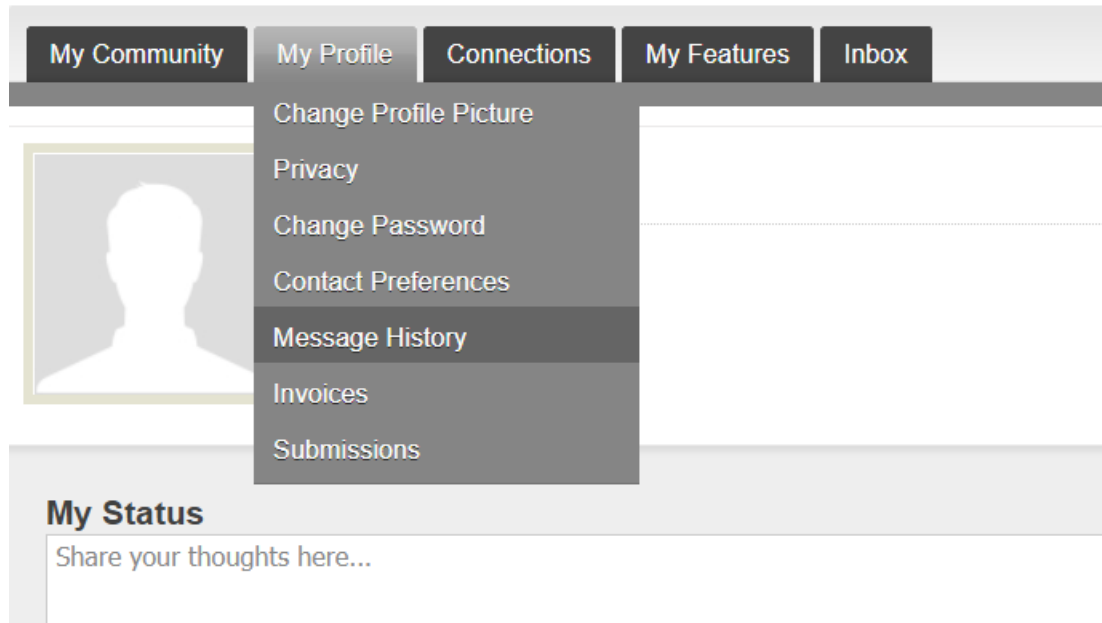 My Community My Profile Connections My Features Inbox
Change Profile Picture
Privacy
Change Password
Contact Preferences
Message History
Invoices
Submissions
My Status
Share your thoughts here...